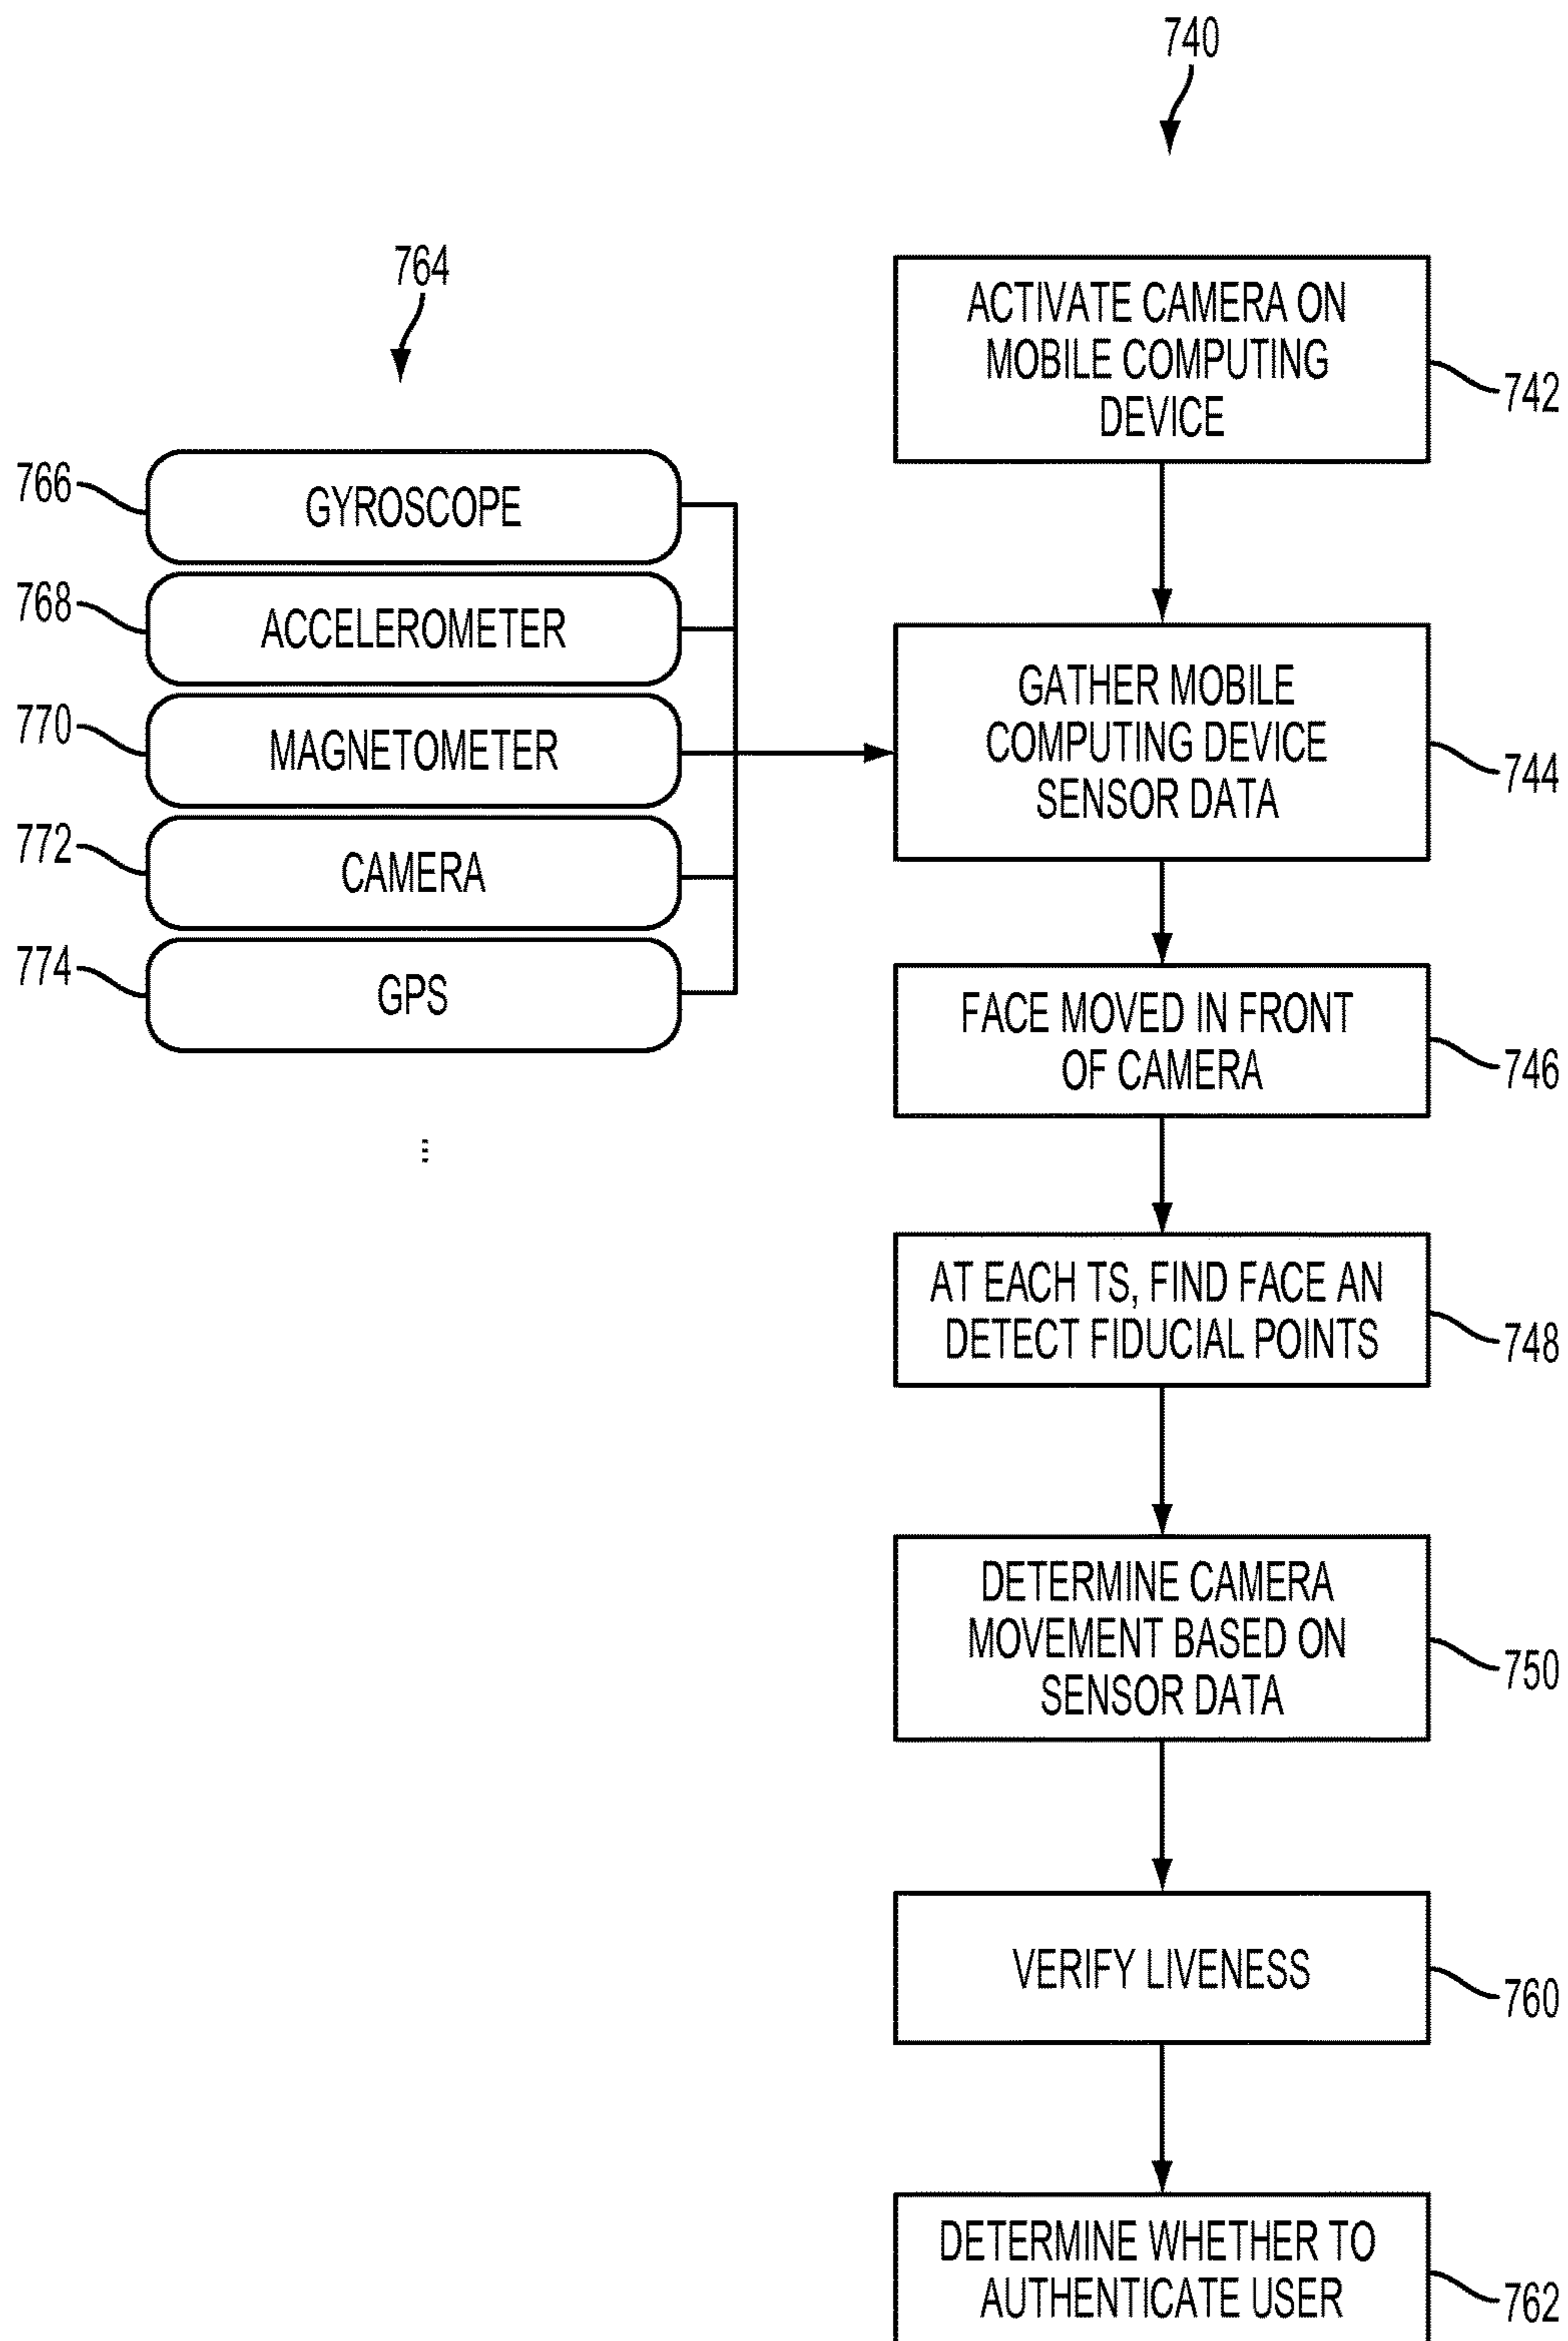 740
764
ACTIVATE CAMERA ON
MOBILE COMPUTING
DEVICE
742
766
GYROSCOPE
768
ACCELEROMETER
770
MAGNETOMETER
772
CAMERA
774
GPS
...
GATHER MOBILE
COMPUTING DEVICE
SENSOR DATA
744
FACE MOVED IN FRONT
OF CAMERA
746
AT EACH TS, FIND FACE AN
DETECT FIDUCIAL POINTS
748
DETERMINE CAMERA
MOVEMENT BASED ON
SENSOR DATA
750
VERIFY LIVENESS
760
DETERMINE WHETHER TO
AUTHENTICATE USER
762